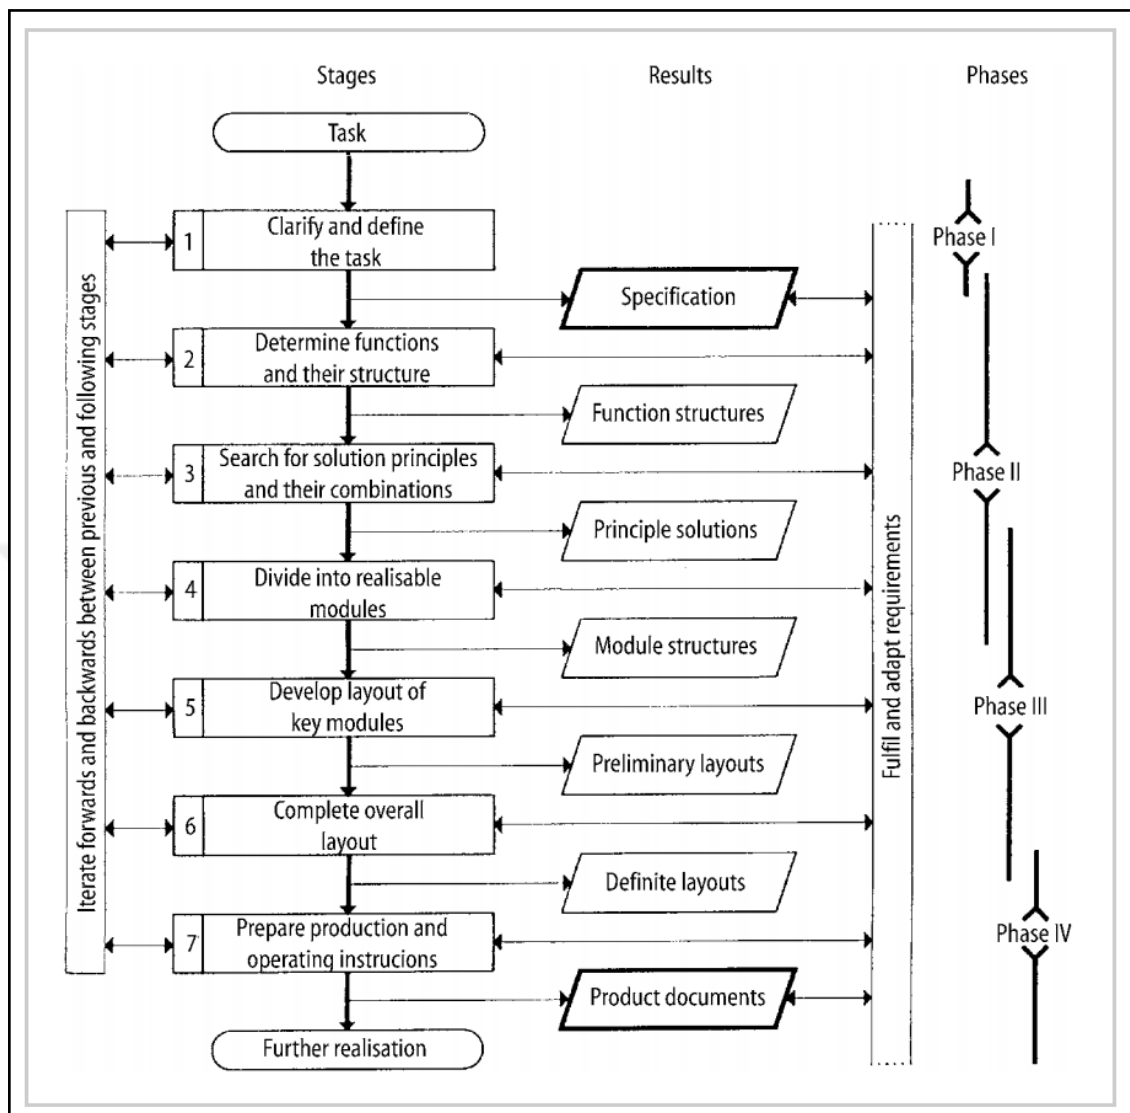 Stages
Results
Phases
Task
1
Clarify and define
the task
Phase I
Specification
2
Determine functions
and their structure
Function structures
3
Search for solution principles
and their combinations
Phase II
Principle solutions
4
Divide into realisable
modules
Module structures
5
Develop layout of
key modules
Phase III
Preliminary layouts
6
Complete overall
layout
Definite layouts
7
Prepare production and
operating instrucions
Phase IV
Product documents
Further realisation
Iterate forwards and backwards between previous and following stages
Fulfil and adapt requirements